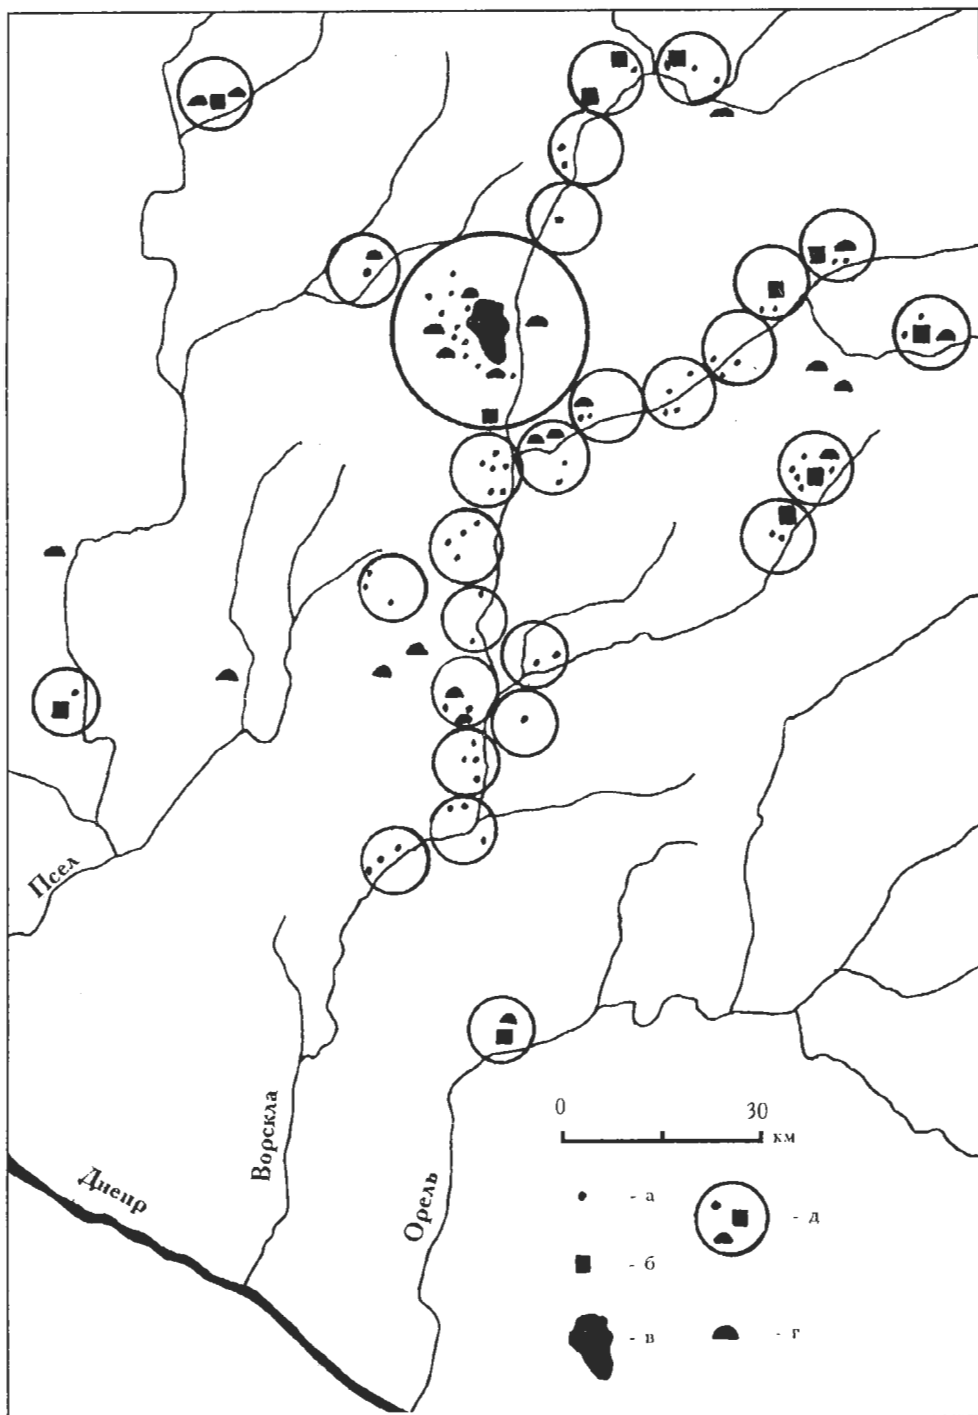 Псел
Ворскла
Днепр
Орель
0 30
км
- а
- б
- в
- г
- д